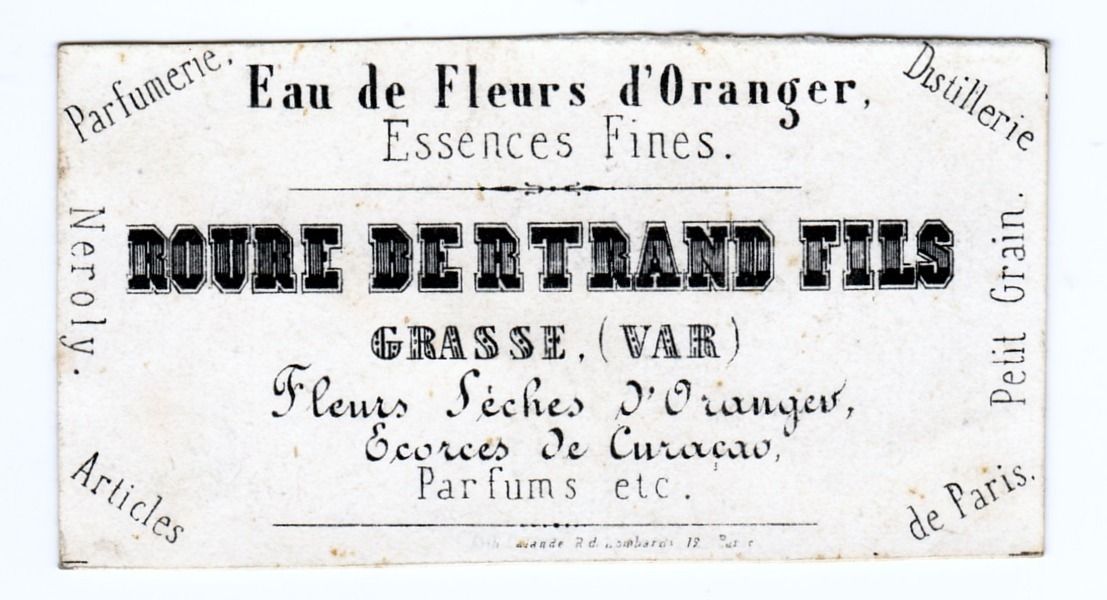 Parfumerie.
Eau de Fleurs d'Oranger,
Distillerie
Essences Fines.
Neroly.
ROURE BERTRAND FILS
Petit Grain.
GRASSE, (VAR)
Fleurs Sèches d'Oranger,
Ecorces de Curaçao,
Parfums etc.
Articles
de Paris.